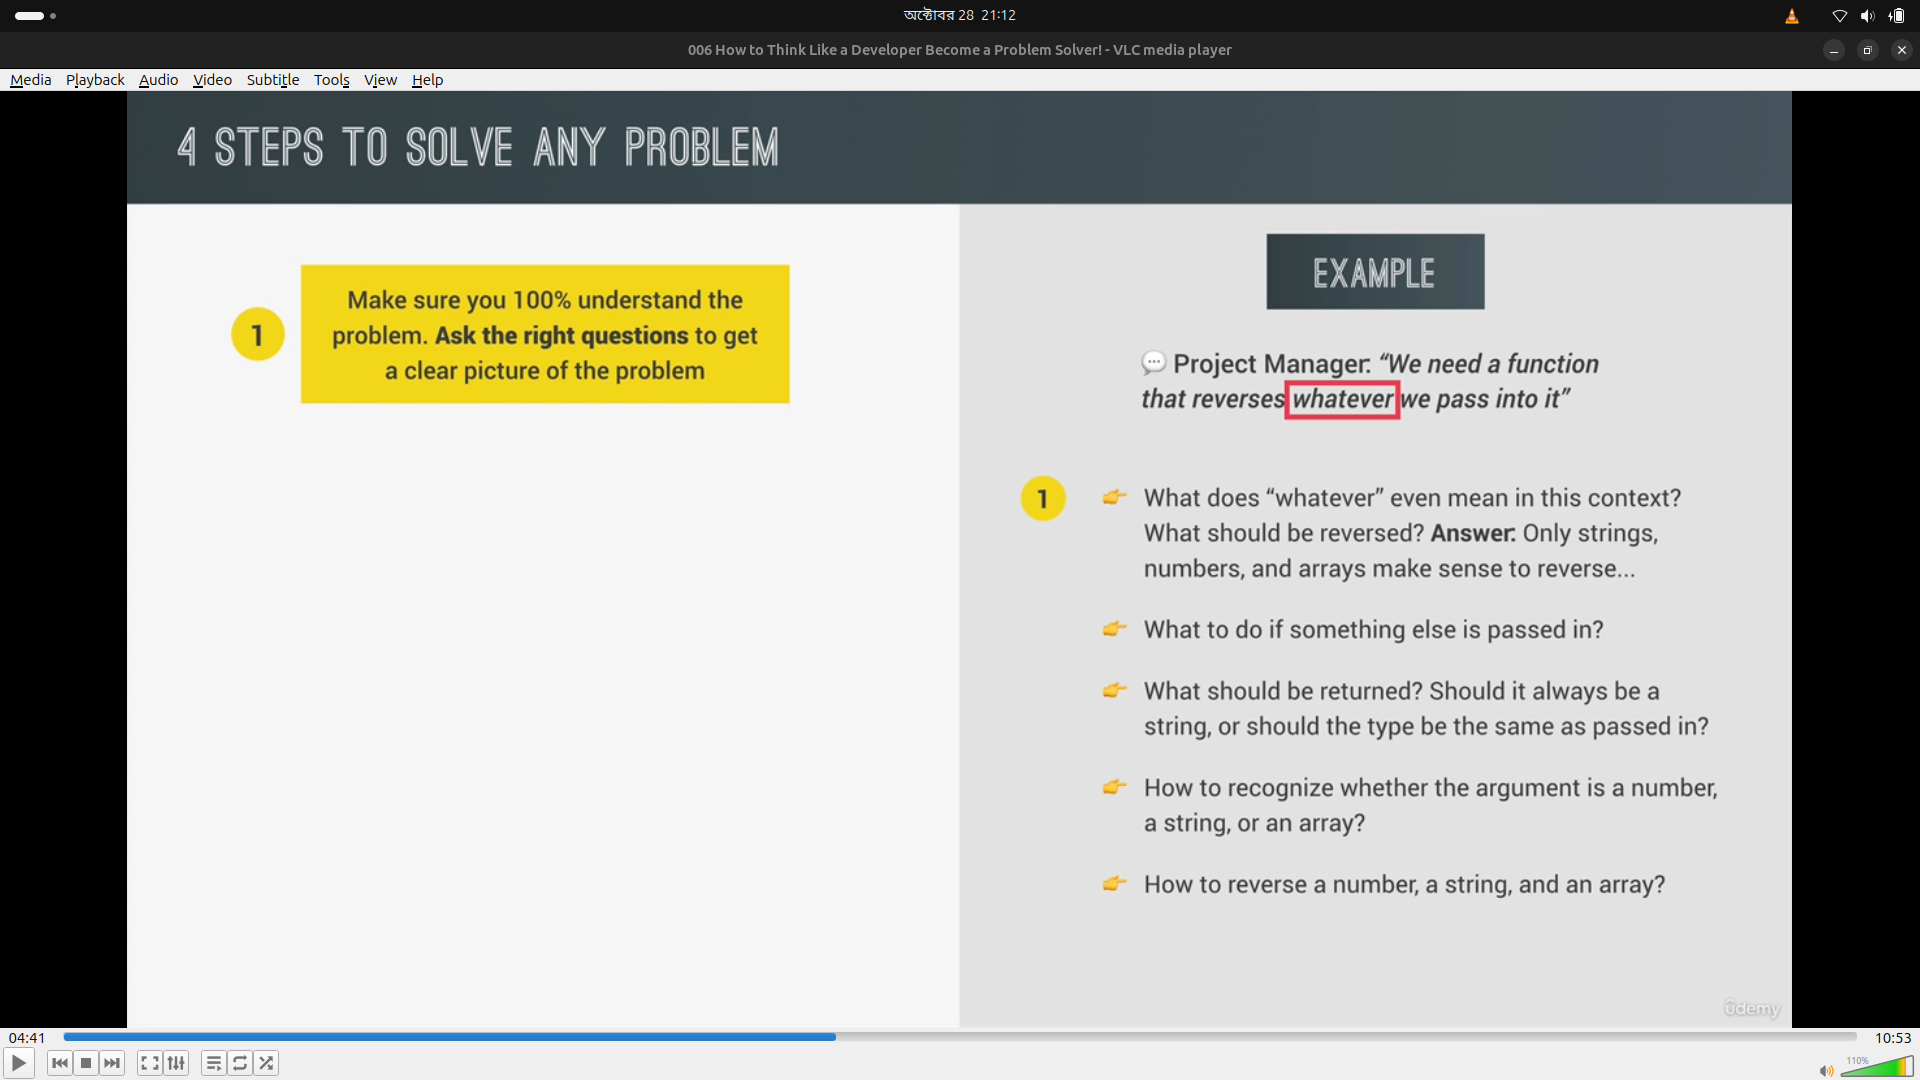 অক্টোবর 28 21:12
006 How to Think Like a Developer Become a Problem Solver! - VLC media player
Media Playback Audio Video Subtitle Tools View Help
4 STEPS TO SOLVE ANY PROBLEM
1
Make sure you 100% understand the
problem. Ask the right questions to get
a clear picture of the problem
EXAMPLE
Project Manager: “We need a function
that reverses whatever we pass into it”
1
What does “whatever” even mean in this context?
What should be reversed? Answer: Only strings,
numbers, and arrays make sense to reverse...
What to do if something else is passed in?
What should be returned? Should it always be a
string, or should the type be the same as passed in?
How to recognize whether the argument is a number,
a string, or an array?
How to reverse a number, a string, and an array?
ûdemy
04:41
10:53
110%